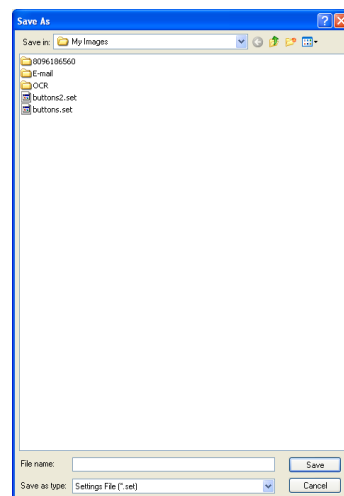 Save As
Save in: My Images
8096186560
E-mail
OCR
buttons2.set
buttons.set
File name: Save
Save as type: Settings File (*.set) Cancel